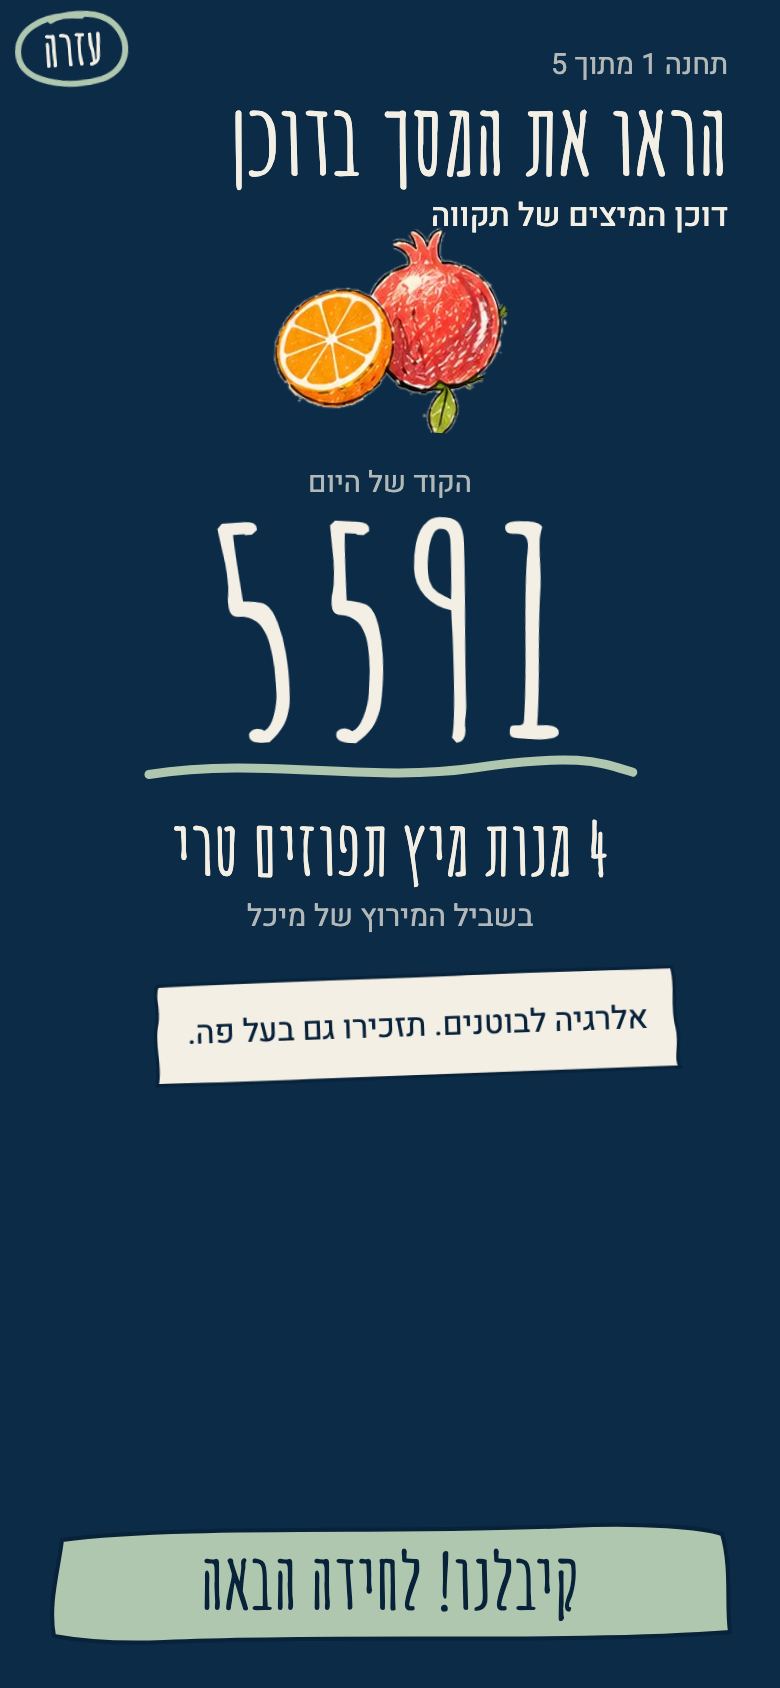 עזרה
תחנה 1 מתוך 5
הראו את המסך בדוכן
דוכן המיצים של תקווה
הקוד של היום
5591
4 מנות מיץ תפוזים טרי
בשביל המירוץ של מיכל
אלרגיה לבוטנים. תזכירו גם בעל פה.
קיבלנו! לחידה הבאה